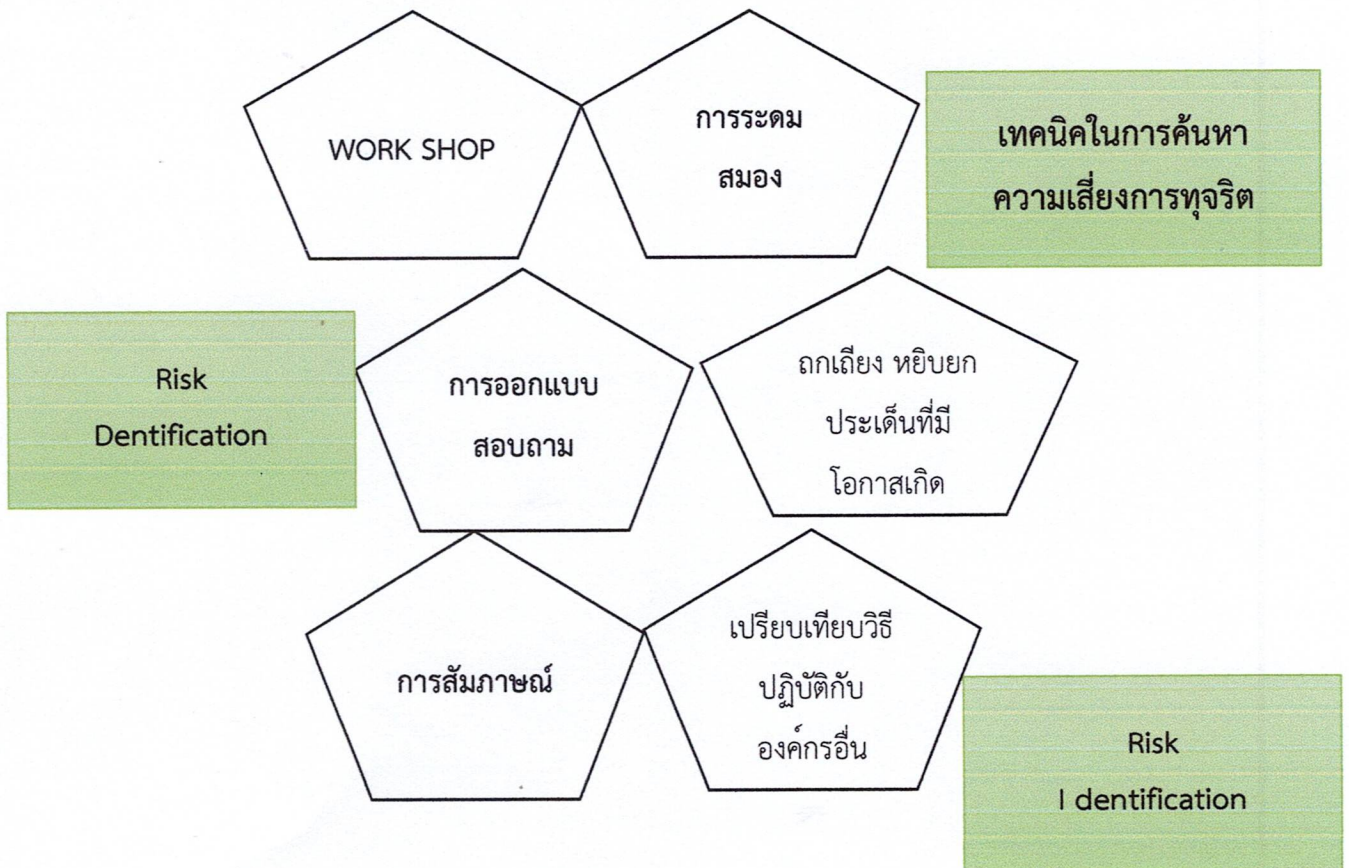 WORK SHOP
การระดม
สมอง
เทคนิคในการค้นหา
ความเสี่ยงการทุจริต
Risk
Dentification
การออกแบบ
สอบถาม
ถกเถียง หยิบยก
ประเด็นที่มี
โอกาสเกิด
การสัมภาษณ์
เปรียบเทียบวิธี
ปฏิบัติกับ
องค์กรอื่น
Risk
I dentification